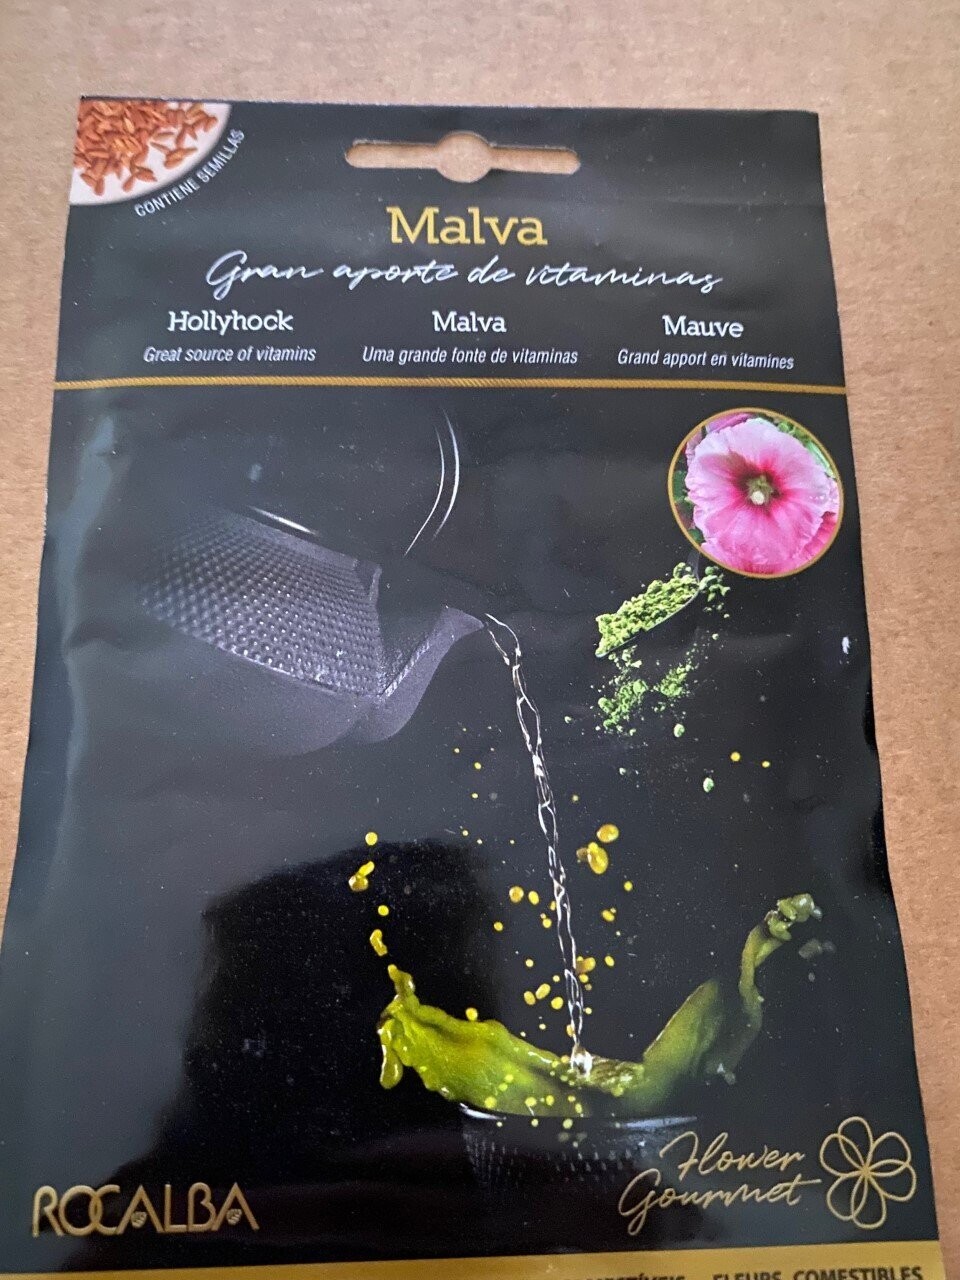 CONTIENE SEMILLAS
Malva
Gran aporte de vitaminas
Hollyhock
Great source of vitamins
Malva
Uma grande fonte de vitaminas
Mauve
Grand apport en vitamines
Flower
Gourmet
ROCALBA
FLEURS COMESTIBLES